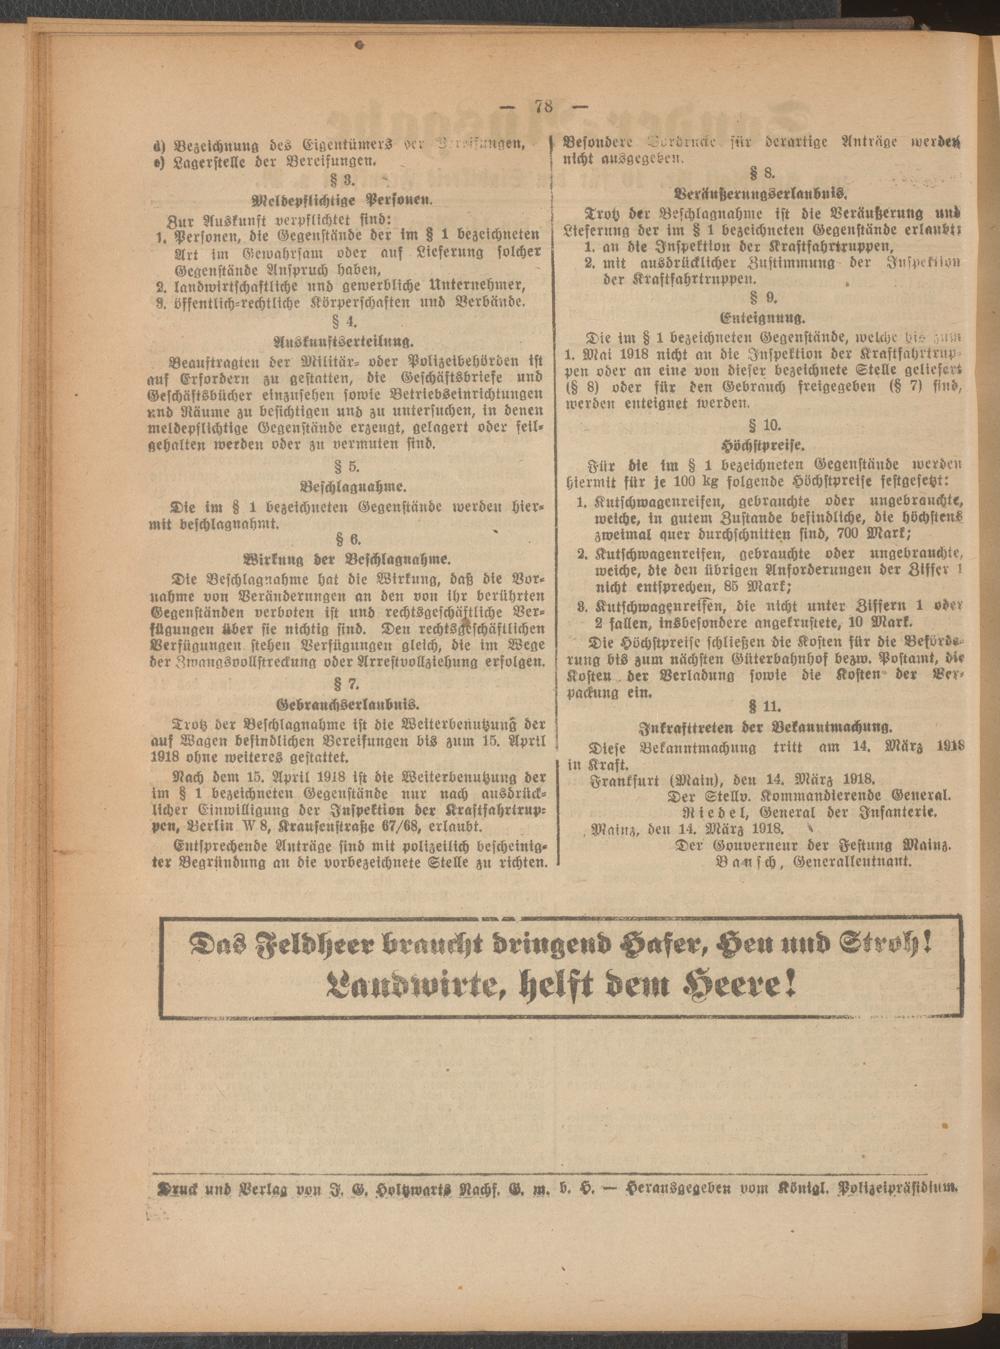 — 78 —
d) Bezeichnung des Eigentümers der Bereifungen,
e) Lagerstelle der Bereifungen.
§ 3.
Meldepflichtige Personen.
Zur Auskunft verpflichtet sind:
1. Personen, die Gegenstände der im § 1 bezeichneten
Art im Gewahrsam oder auf Lieferung solcher
Gegenstände Anspruch haben,
2. landwirtschaftliche und gewerbliche Unternehmer,
3. öffentlich-rechtliche Körperschaften und Verbände.
§ 4.
Auskunftserteilung.
Beauftragten der Militär- oder Polizeibehörden ist
auf Erfordern zu gestatten, die Geschäftsbriefe und
Geschäftsbücher einzusehen sowie Betriebseinrichtungen
und Räume zu besichtigen und zu untersuchen, in denen
meldepflichtige Gegenstände erzeugt, gelagert oder feil-
gehalten werden oder zu vermuten sind.
§ 5.
Beschlagnahme.
Die im § 1 bezeichneten Gegenstände werden hier-
mit beschlagnahmt.
§ 6.
Wirkung der Beschlagnahme.
Die Beschlagnahme hat die Wirkung, daß die Vor-
nahme von Veränderungen an den von ihr berührten
Gegenständen verboten ist und rechtsgeschäftliche Ver-
fügungen über sie nichtig sind. Den rechtsgeschäftlichen
Verfügungen stehen Verfügungen gleich, die im Wege
der Zwangsvollstreckung oder Arrestvollziehung erfolgen.
§ 7.
Gebrauchserlaubnis.
Trotz der Beschlagnahme ist die Weiterbenutzung der
auf Wagen befindlichen Bereifungen bis zum 15. April
1918 ohne weiteres gestattet.
Nach dem 15. April 1918 ist die Weiterbenutzung der
im § 1 bezeichneten Gegenstände nur nach ausdrück-
licher Einwilligung der Inspektion der Kraftfahrtrup-
pen, Berlin W 8, Krausenstraße 67/68, erlaubt.
Entsprechende Anträge sind mit polizeilich bescheinig-
ter Begründung an die vorbezeichnete Stelle zu richten.
Besondere Vordrucke für derartige Anträge werden
nicht ausgegeben.
§ 8.
Veräußerungserlaubnis.
Trotz der Beschlagnahme ist die Veräußerung und
Lieferung der im § 1 bezeichneten Gegenstände erlaubt:
1. an die Inspektion der Kraftfahrtruppen,
2. mit ausdrücklicher Zustimmung der Inspektion
der Kraftfahrtruppen.
§ 9.
Enteignung.
Die im § 1 bezeichneten Gegenstände, welche bis zum
1. Mai 1918 nicht an die Inspektion der Kraftfahrtrup-
pen oder an eine von dieser bezeichnete Stelle geliefert
(§ 8) oder für den Gebrauch freigegeben (§ 7) sind,
werden enteignet werden.
§ 10.
Höchstpreise.
Für die im § 1 bezeichneten Gegenstände werden
hiermit für je 100 kg folgende Höchstpreise festgesetzt:
1. Kutschwagenreifen, gebrauchte oder ungebrauchte,
weiche, in gutem Zustande befindliche, die höchstens
zweimal quer durchschnitten sind, 700 Mark;
2. Kutschwagenreifen, gebrauchte oder ungebrauchte,
weiche, die den übrigen Anforderungen der Ziffer 1
nicht entsprechen, 85 Mark;
3. Kutschwagenreifen, die nicht unter Ziffern 1 oder
2 fallen, insbesondere angekrustete, 10 Mark.
Die Höchstpreise schließen die Kosten für die Beförde-
rung bis zum nächsten Güterbahnhof bezw. Postamt, die
Kosten der Verladung sowie die Kosten der Ver-
packung ein.
§ 11.
Inkrafttreten der Bekanntmachung.
Diese Bekanntmachung tritt am 14. März 1918
in Kraft.
Frankfurt (Main), den 14. März 1918.
Der Stellv. Kommandierende General.
Riedel, General der Infanterie.
Mainz, den 14. März 1918.
Der Gouverneur der Festung Mainz.
Bausch, Generalleutnant.
Das Feldheer braucht dringend Hafer, Heu und Stroh!
Landwirte, helft dem Heere!
Druck und Verlag von J. G. Holtzwarts Nachf. G. m. b. H. — Herausgegeben vom Königl. Polizeipräsidium.